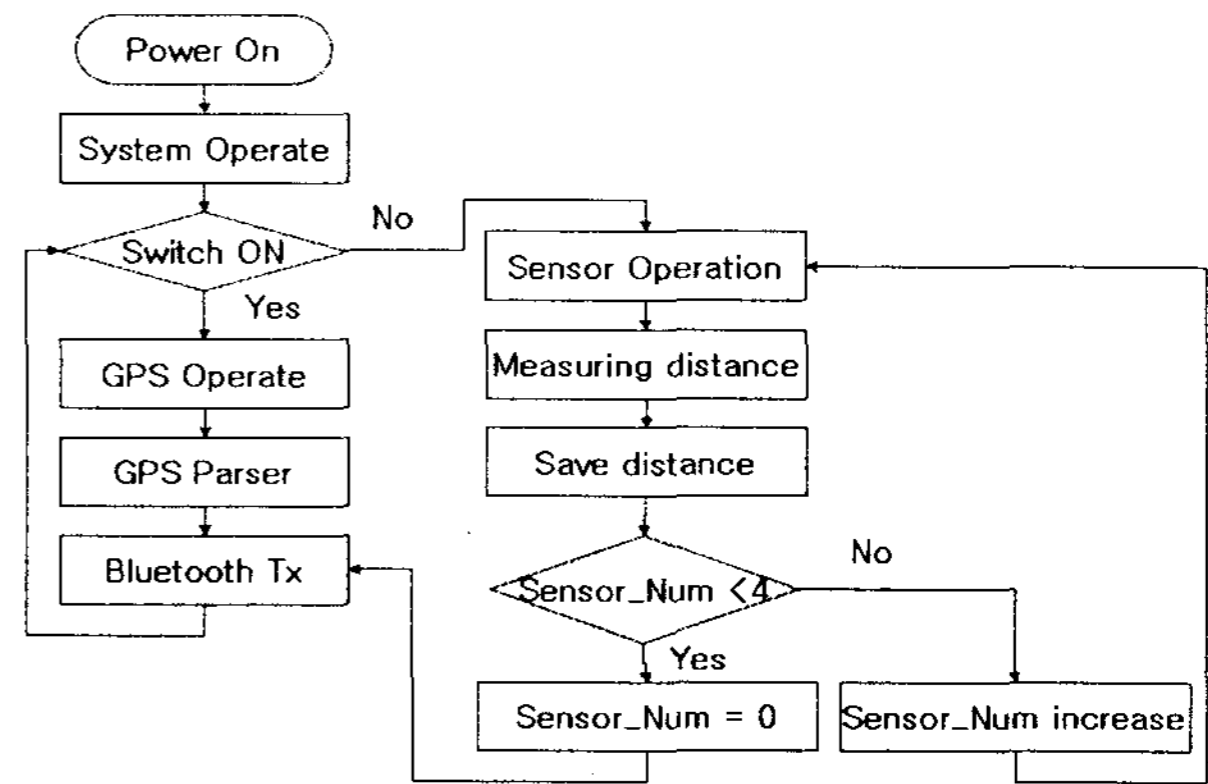 Power On
System Operate
Switch ON
No
Yes
GPS Operate
GPS Parser
Bluetooth Tx
Sensor Operation
Measuring distance
Save distance
Sensor_Num <4
No
Yes
Sensor_Num = 0
Sensor_Num increase